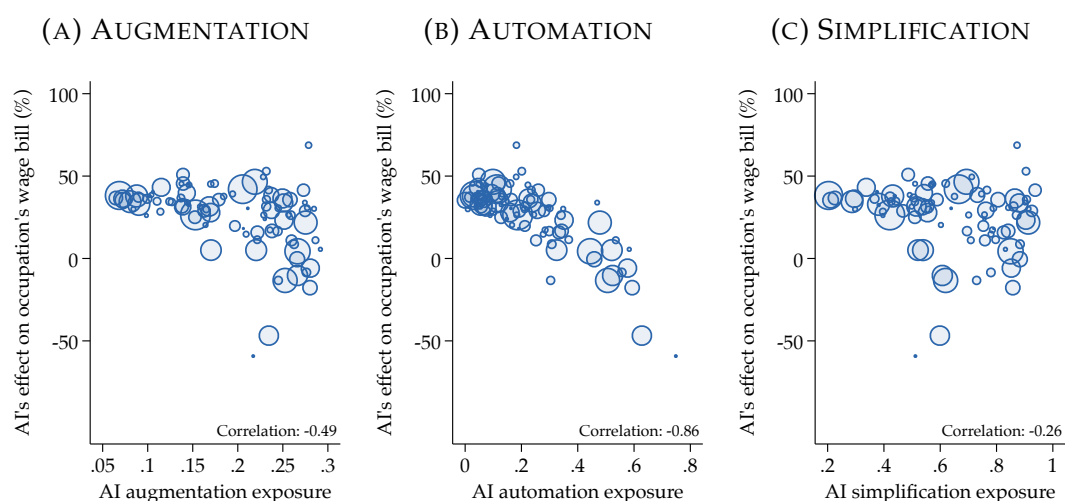 (A) AUGMENTATION
AI's effect on occupation's wage bill (%)
100
50
0
-50
Correlation: -0.49
.05 .1 .15 .2 .25 .3
AI augmentation exposure
(B) AUTOMATION
AI's effect on occupation's wage bill (%)
100
50
0
-50
Correlation: -0.86
0 .2 .4 .6 .8
AI automation exposure
(C) SIMPLIFICATION
AI's effect on occupation's wage bill (%)
100
50
0
-50
Correlation: -0.26
.2 .4 .6 .8 1
AI simplification exposure